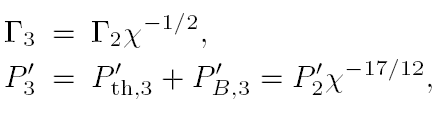 Γ₃ = Γ₂χ^{−1/2},
P′₃ = P′_{th,3} + P′_{B,3} = P′₂χ^{−17/12},